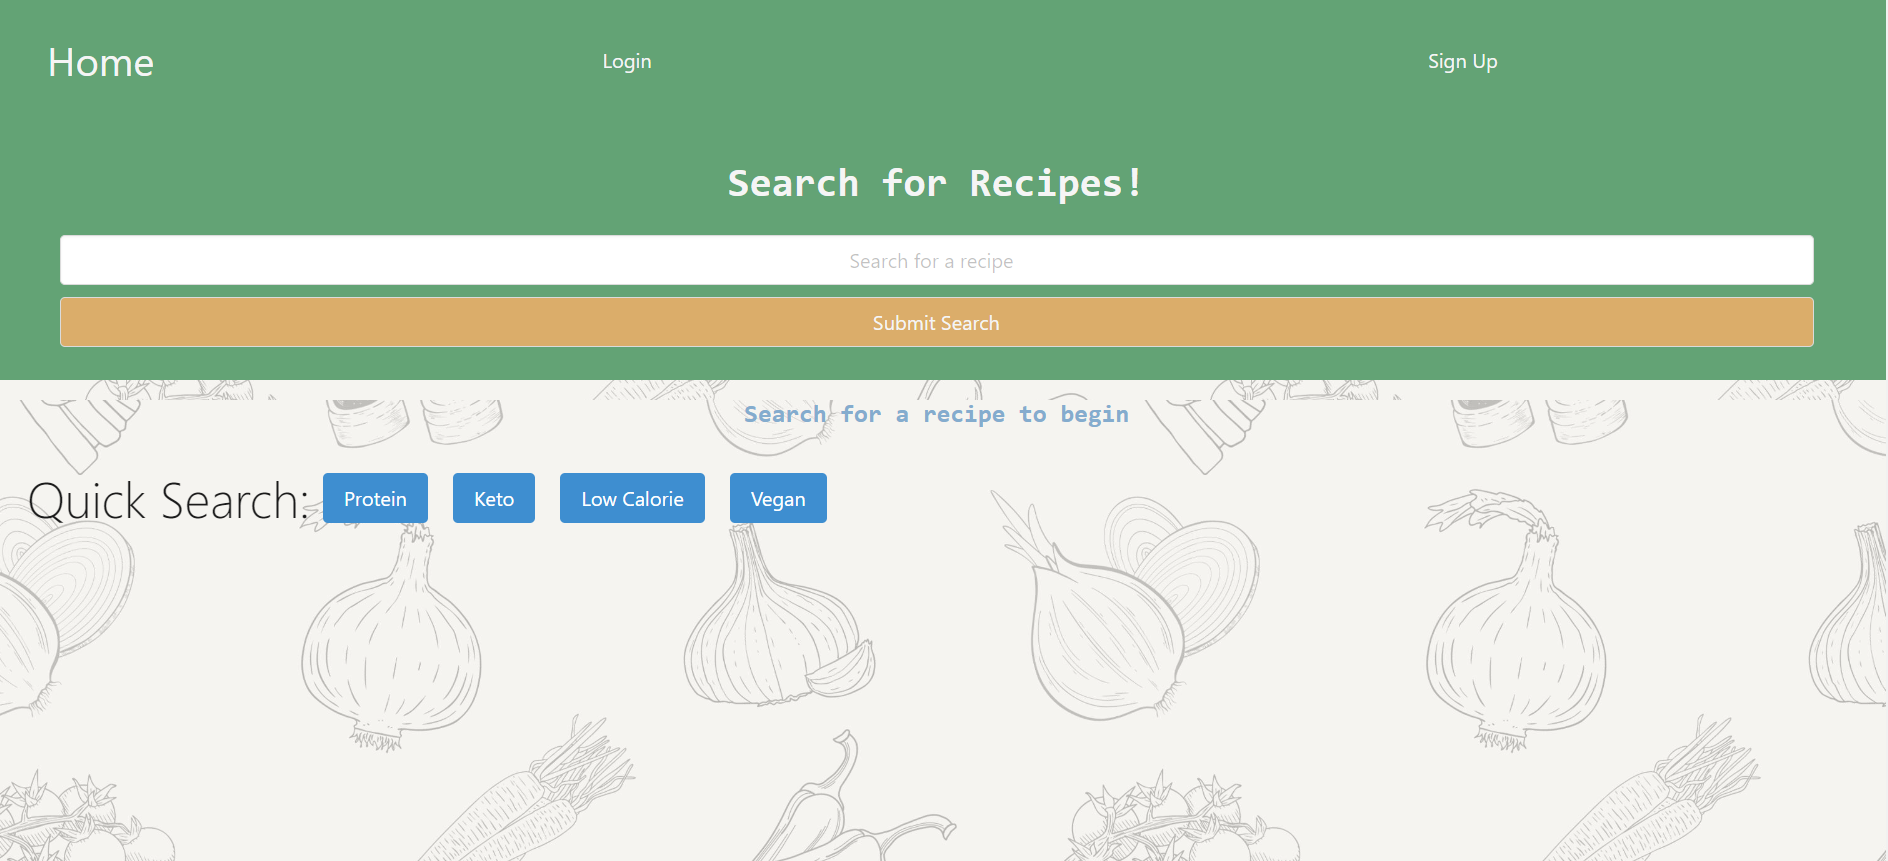 Home Login Sign Up
Search for Recipes!
Search for a recipe
Submit Search
Search for a recipe to begin
Quick Search: Protein Keto Low Calorie Vegan